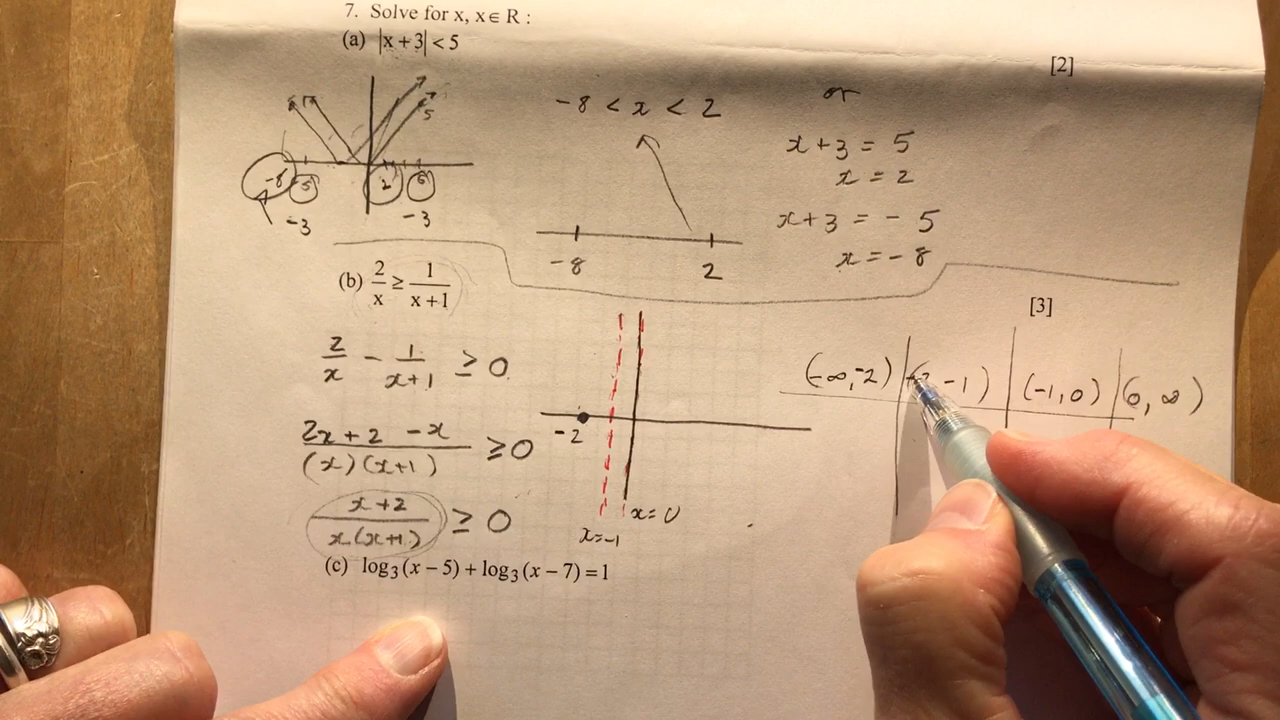 7. Solve for x, x ∈ R :
(a) |x + 3| < 5
[2]
5
-8 5 2 6
-3 -3
-8 < x < 2
-8 2
or
x + 3 = 5
x = 2
x + 3 = - 5
x = - 8
(b) 2/x ≥ 1/(x + 1)
[3]
2/x - 1/(x+1) ≥ 0
(2x + 2 - x)/((x)(x+1)) ≥ 0
(x + 2)/(x(x+1)) ≥ 0
-2
x = 0
x = -1
(-∞, -2) -1) (-1, 0) (0, ∞)
(c) log₃(x − 5) + log₃(x − 7) = 1